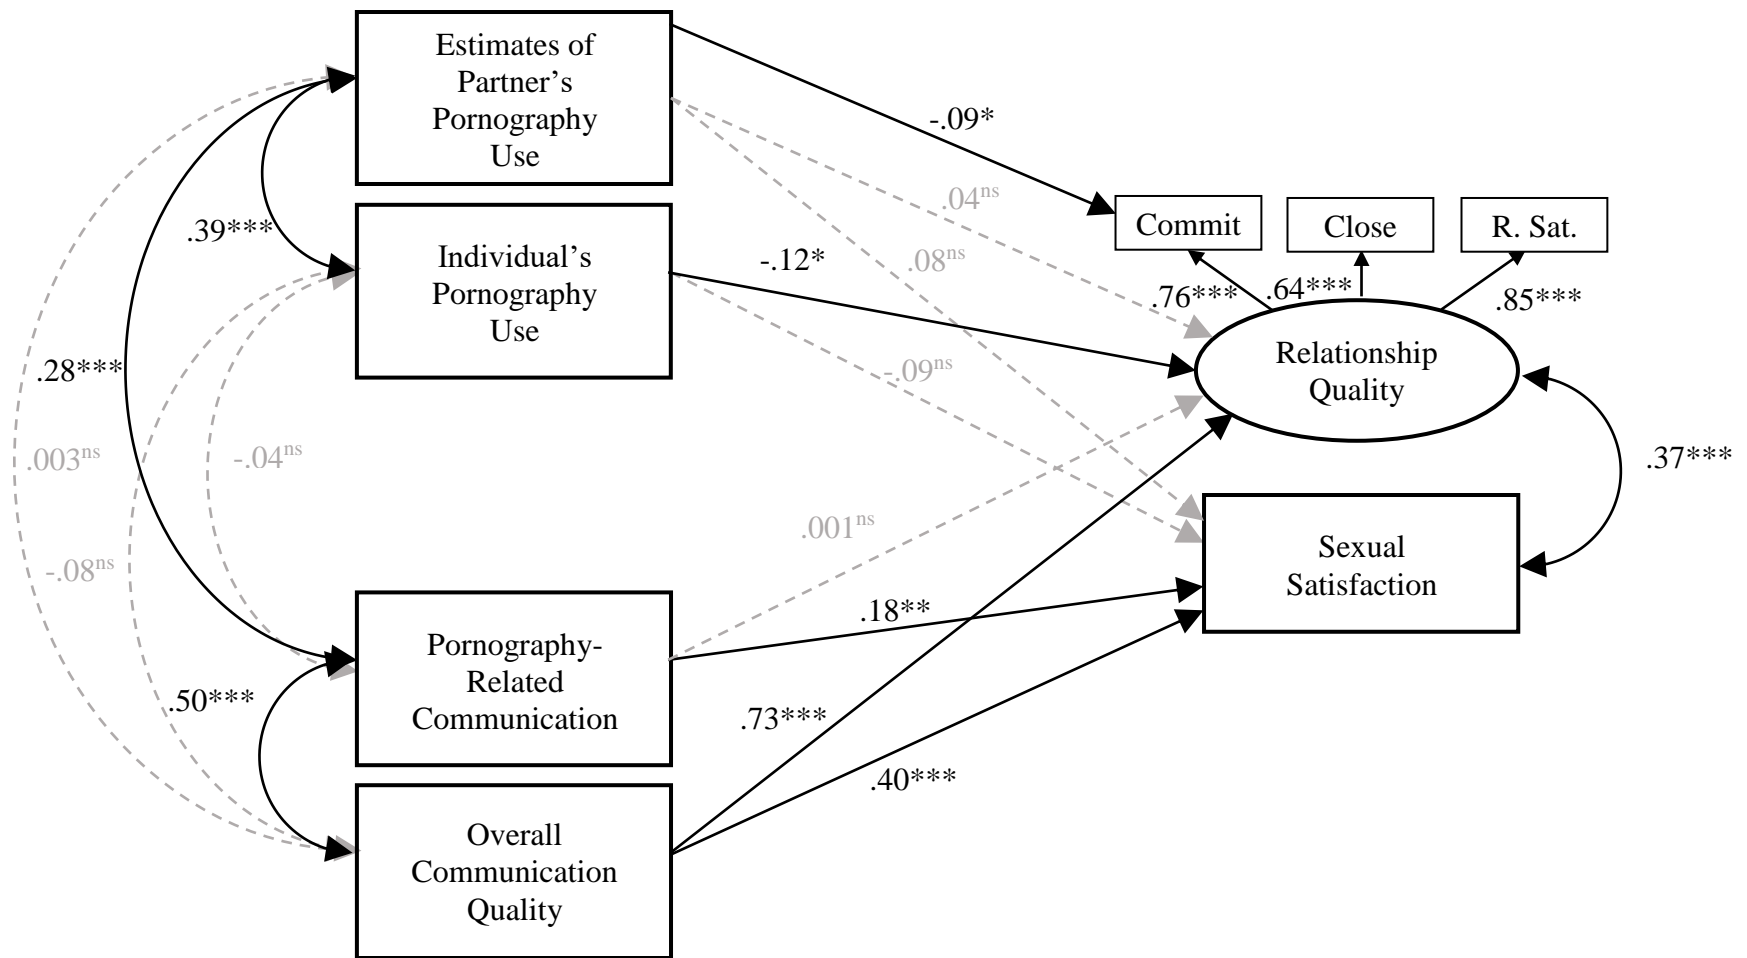 Estimates of
Partner’s
Pornography
Use
-.09*
.04ns
Commit
Close
R. Sat.
.39***
Individual’s
Pornography
Use
-.12*
.08ns
.76***
.64***
.85***
.28***
-.09ns
Relationship
Quality
.003ns
-.04ns
.37***
.001ns
Sexual
Satisfaction
-.08ns
.18**
Pornography-
Related
Communication
.50***
.73***
.40***
Overall
Communication
Quality